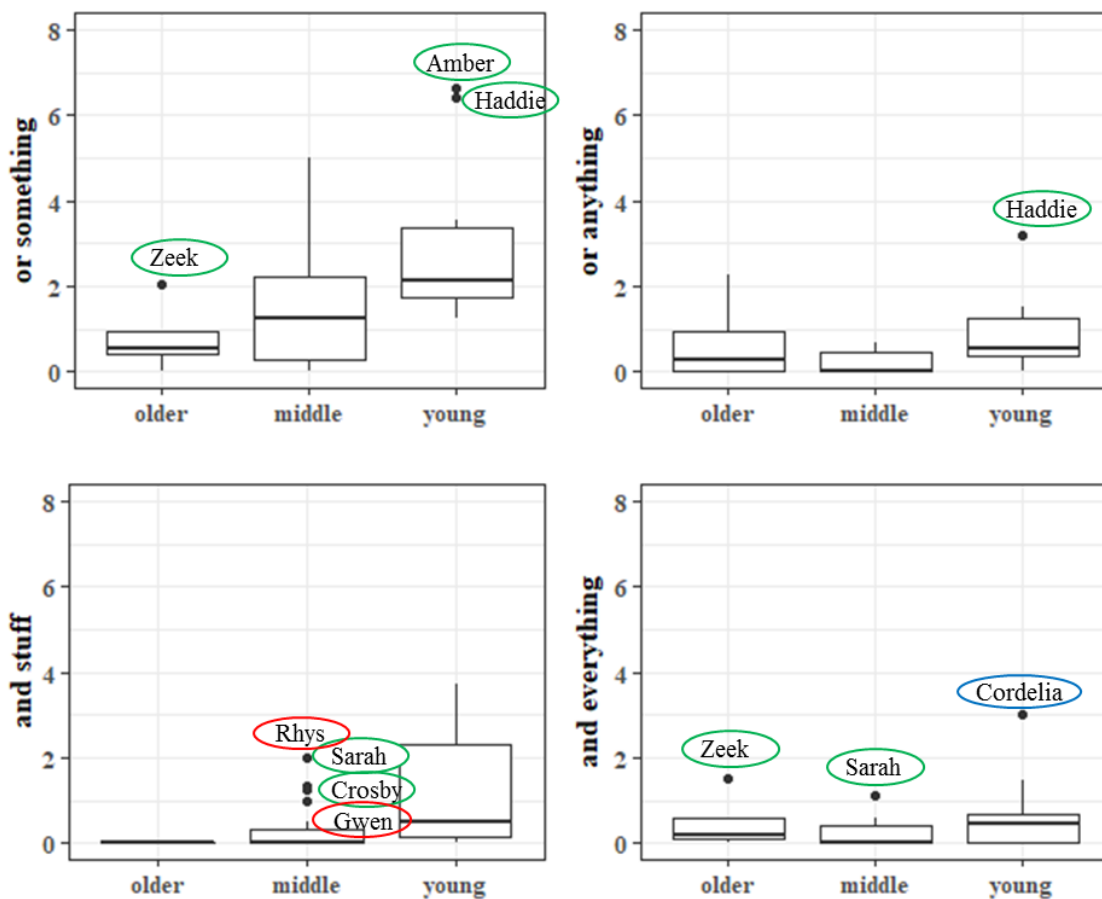 or something
8
6
4
2
0
Amber
Haddie
Zeek
older middle young
or anything
8
6
4
2
0
Haddie
older middle young
and stuff
8
6
4
2
0
Rhys
Sarah
Crosby
Gwen
older middle young
and everything
8
6
4
2
0
Cordelia
Zeek
Sarah
older middle young